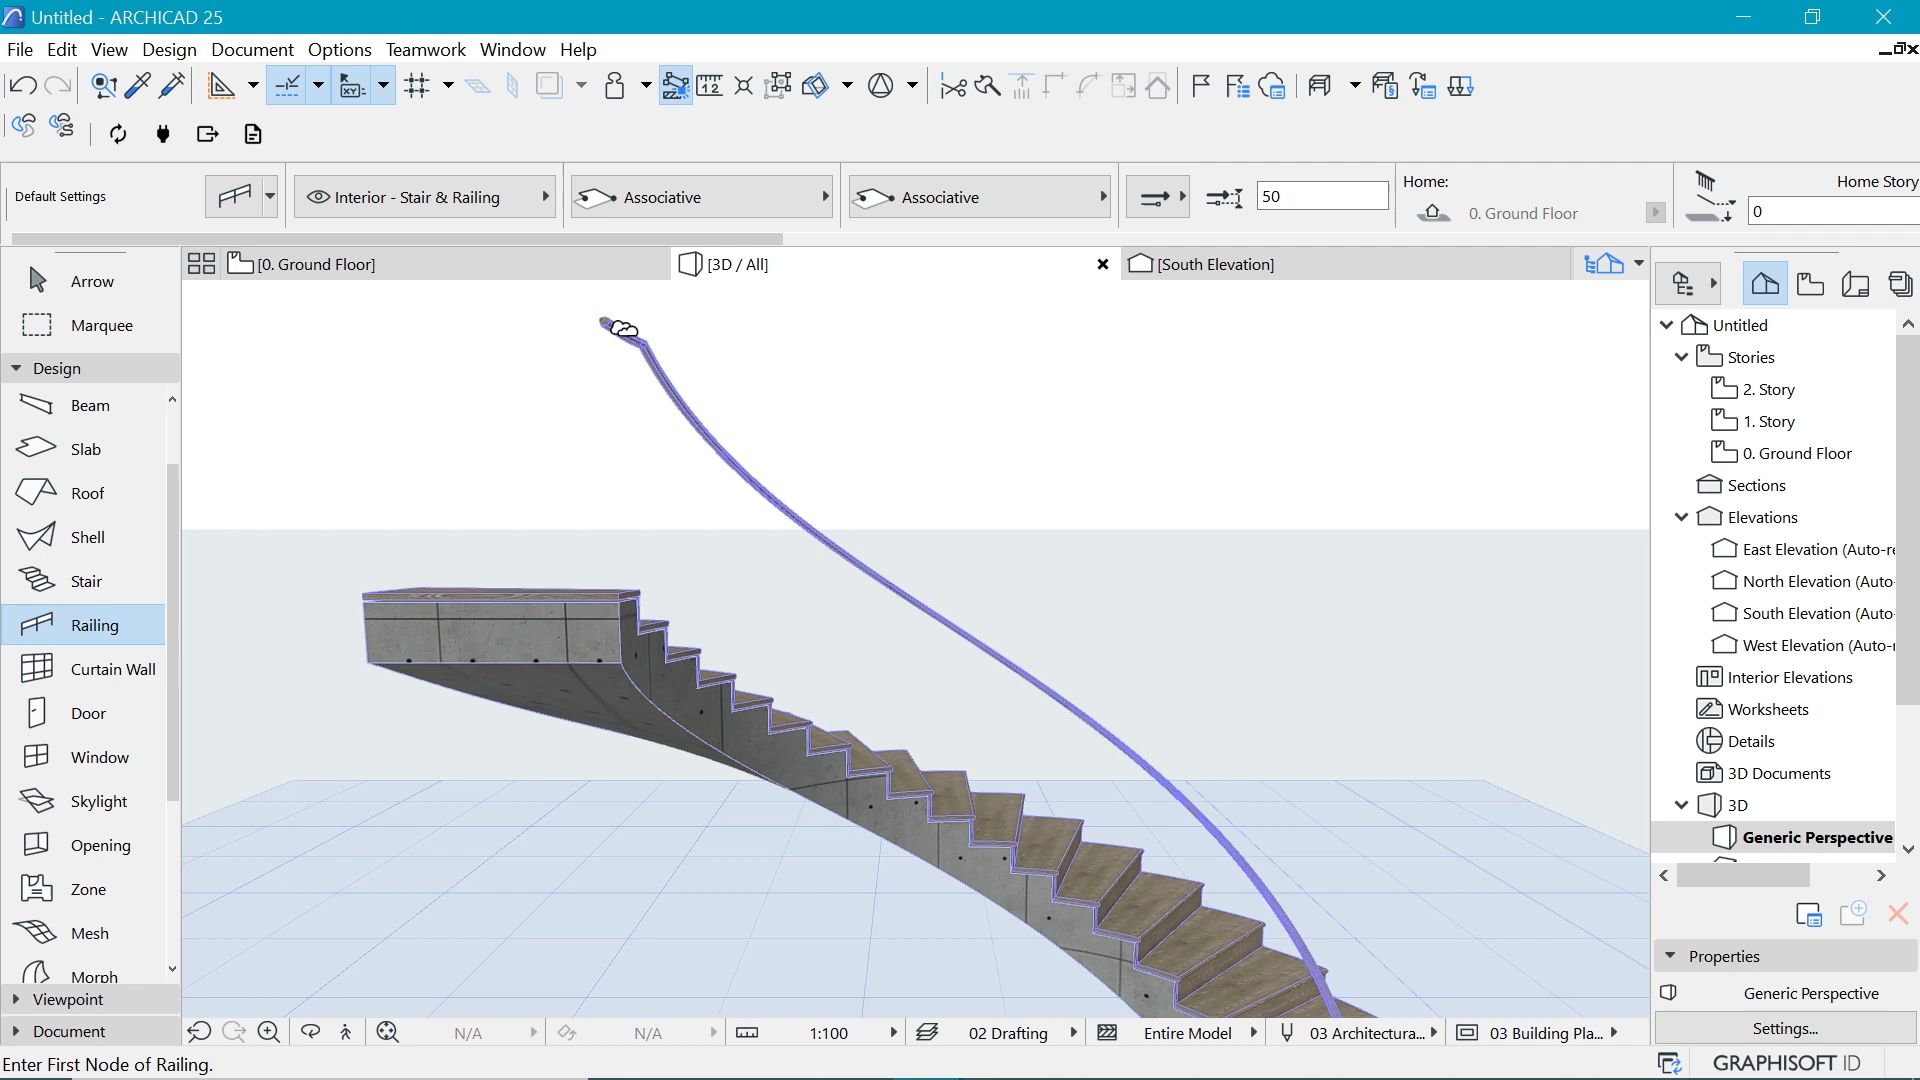 Untitled - ARCHICAD 25
File Edit View Design Document Options Teamwork Window Help
Default Settings
Interior - Stair & Railing
Associative
Associative
50
Home:
0. Ground Floor
Home Story
0
Arrow
Marquee
Design
Beam
Slab
Roof
Shell
Stair
Railing
Curtain Wall
Door
Window
Skylight
Opening
Zone
Mesh
Morph
Viewpoint
Document
[0. Ground Floor]
[3D / All]
[South Elevation]
Untitled
Stories
2. Story
1. Story
0. Ground Floor
Sections
Elevations
East Elevation (Auto-re
North Elevation (Auto-
South Elevation (Auto-
West Elevation (Auto-r
Interior Elevations
Worksheets
Details
3D Documents
3D
Generic Perspective
Properties
Generic Perspective
Settings...
N/A
N/A
1:100
02 Drafting
Entire Model
03 Architectura...
03 Building Pla...
Enter First Node of Railing.
GRAPHISOFT ID